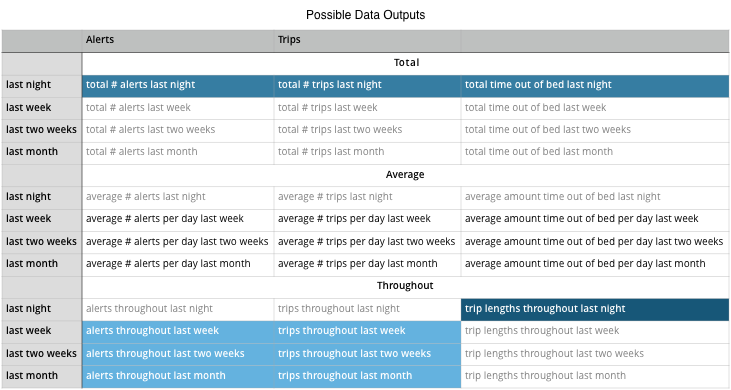 Possible Data Outputs
Alerts Trips
Total
last night total # alerts last night total # trips last night total time out of bed last night
last week total # alerts last week total # trips last week total time out of bed last week
last two weeks total # alerts last two weeks total # trips last two weeks total time out of bed last two weeks
last month total # alerts last month total # trips last month total time out of bed last month
Average
last night average # alerts last night average # trips last night average amount time out of bed last night
last week average # alerts per day last week average # trips per day last week average amount time out of bed per day last week
last two weeks average # alerts per day last two weeks average # trips per day last two weeks average amount time out of bed per day last two weeks
last month average # alerts per day last month average # trips per day last month average amount time out of bed per day last month
Throughout
last night alerts throughout last night trips throughout last night trip lengths throughout last night
last week alerts throughout last week trips throughout last week trip lengths throughout last week
last two weeks alerts throughout last two weeks trips throughout last two weeks trip lengths throughout last two weeks
last month alerts throughout last month trips throughout last month trip lengths throughout last month